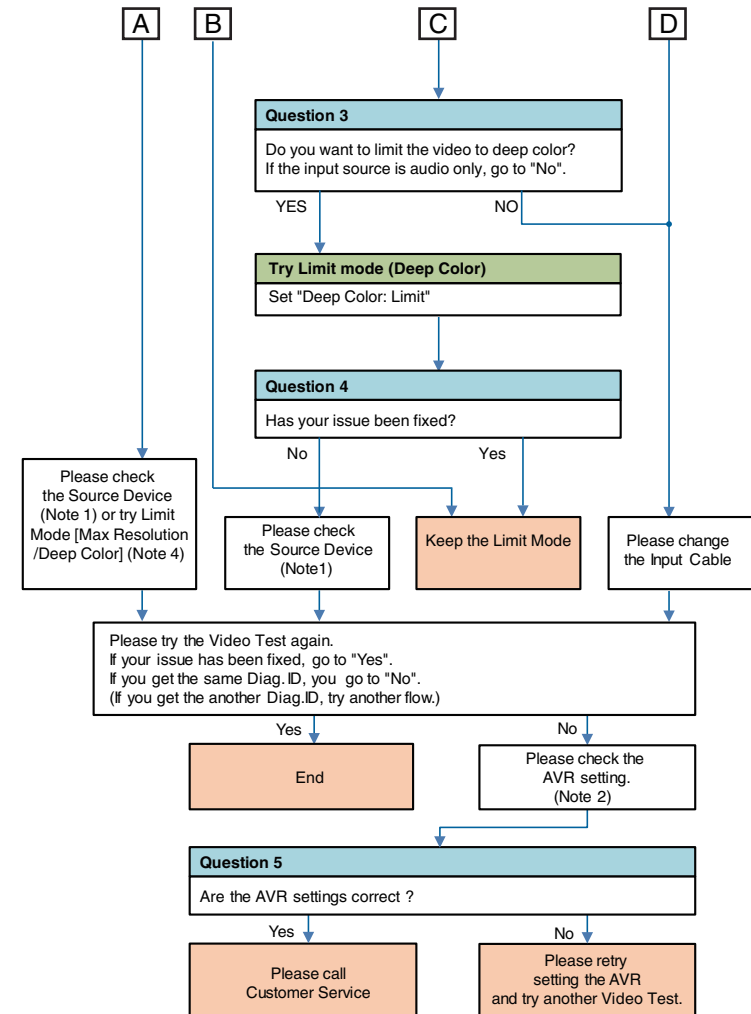 A
B
C
D
Question 3
Do you want to limit the video to deep color?
If the input source is audio only, go to "No".
YES
NO
Try Limit mode (Deep Color)
Set "Deep Color: Limit"
Question 4
Has your issue been fixed?
No
Yes
Please check
the Source Device
(Note 1) or try Limit
Mode [Max Resolution
/Deep Color] (Note 4)
Please check
the Source Device
(Note1)
Keep the Limit Mode
Please change
the Input Cable
Please try the Video Test again.
If your issue has been fixed, go to "Yes".
If you get the same Diag.ID, you go to "No".
(If you get the another Diag.ID, try another flow.)
Yes
No
End
Please check the
AVR setting.
(Note 2)
Question 5
Are the AVR settings correct ?
Yes
No
Please call
Customer Service
Please retry
setting the AVR
and try another Video Test.